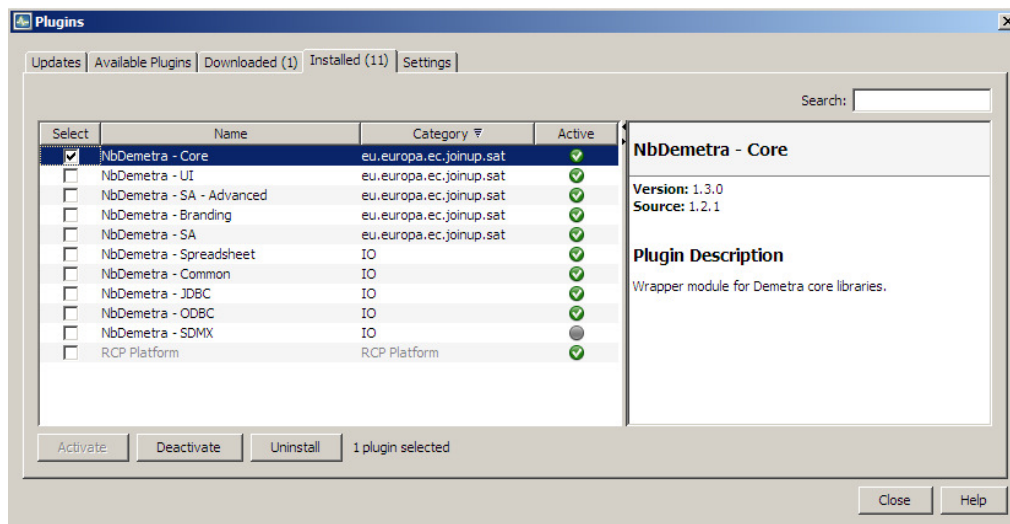 Plugins
Updates Available Plugins Downloaded (1) Installed (11) Settings
Search:
Select Name Category Active
NbDemetra - Core eu.europa.ec.joinup.sat
NbDemetra - UI eu.europa.ec.joinup.sat
NbDemetra - SA - Advanced eu.europa.ec.joinup.sat
NbDemetra - Branding eu.europa.ec.joinup.sat
NbDemetra - SA eu.europa.ec.joinup.sat
NbDemetra - Spreadsheet IO
NbDemetra - Common IO
NbDemetra - JDBC IO
NbDemetra - ODBC IO
NbDemetra - SDMX IO
RCP Platform RCP Platform
NbDemetra - Core
Version: 1.3.0
Source: 1.2.1
Plugin Description
Wrapper module for Demetra core libraries.
Activate Deactivate Uninstall 1 plugin selected
Close Help